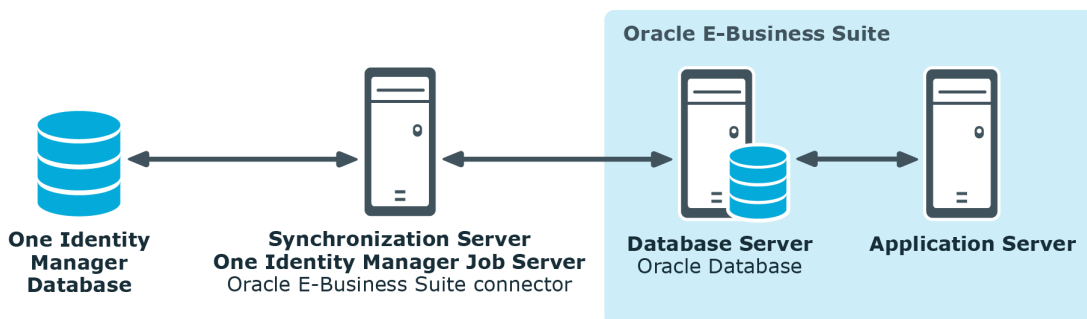 Oracle E-Business Suite
One Identity
Manager
Database
Synchronization Server
One Identity Manager Job Server
Oracle E-Business Suite connector
Database Server
Oracle Database
Application Server